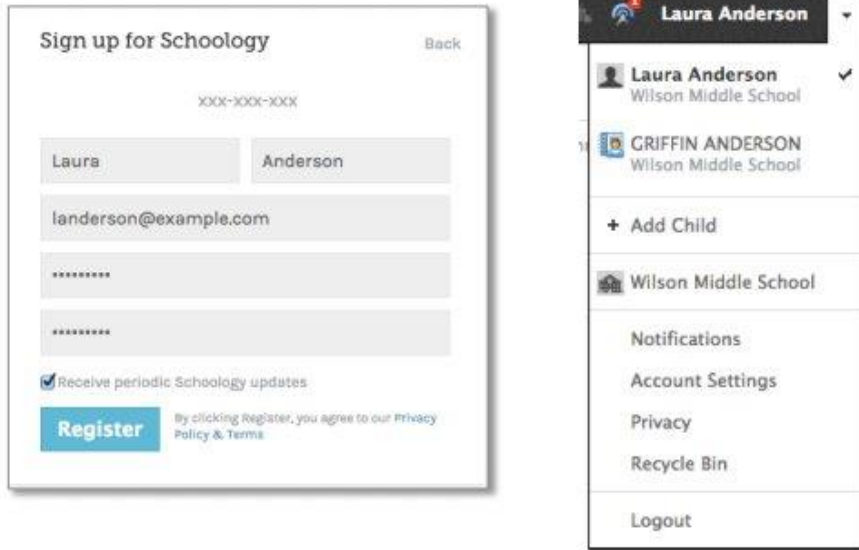 Sign up for Schoology
Back
xxx-xxx-xxx
Laura
Anderson
landerson@example.com
•••••••••
•••••••••
Receive periodic Schoology updates
Register
By clicking Register, you agree to our Privacy
Policy & Terms
1
Laura Anderson
Laura Anderson
Wilson Middle School
GRIFFIN ANDERSON
Wilson Middle School
+ Add Child
Wilson Middle School
Notifications
Account Settings
Privacy
Recycle Bin
Logout